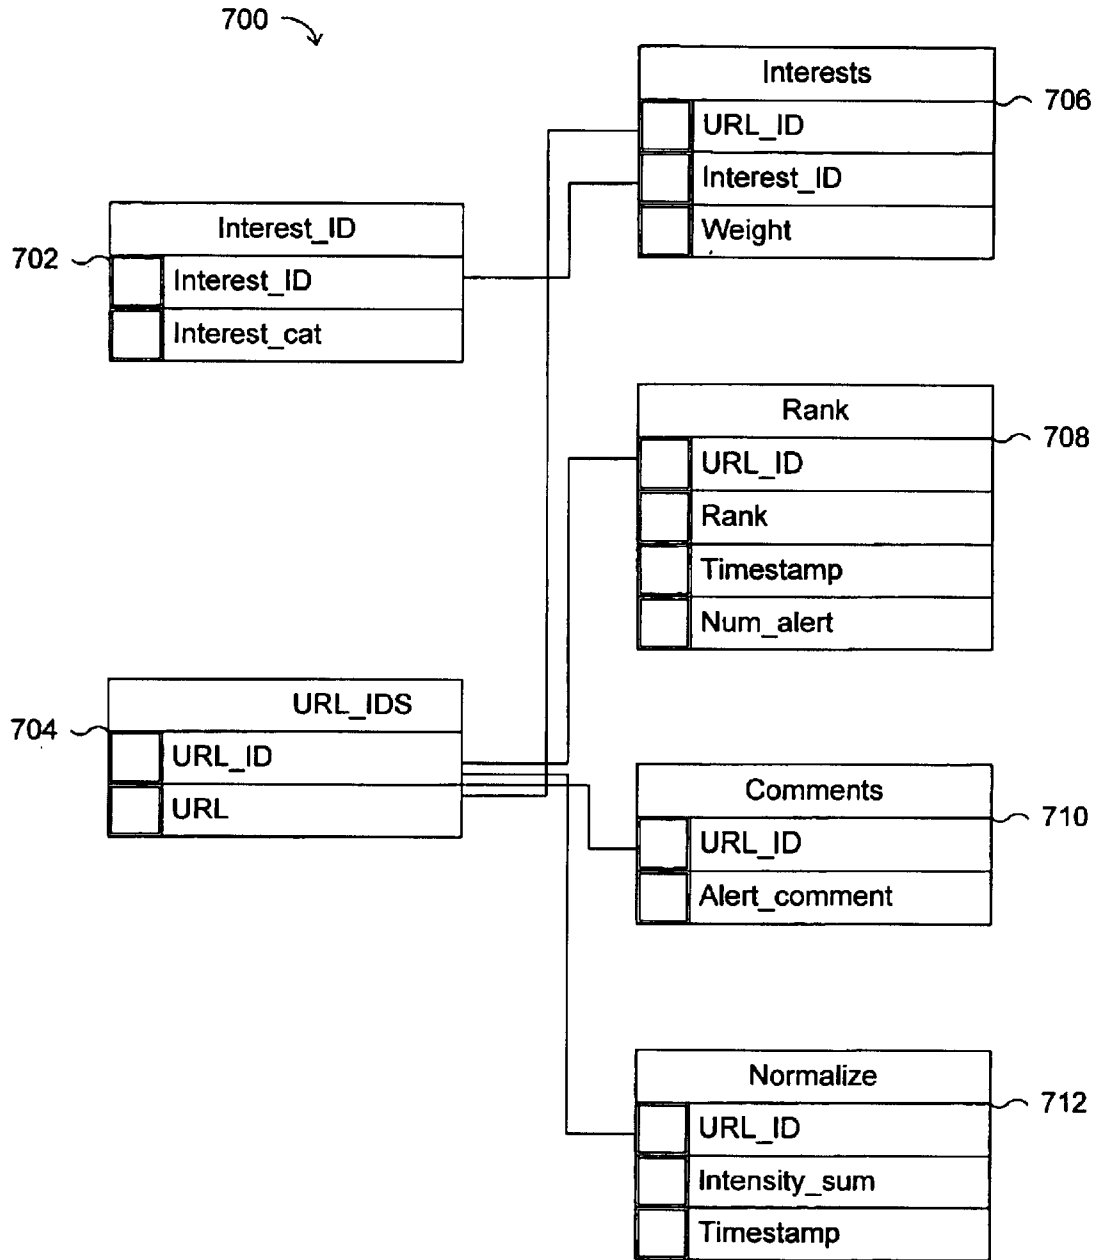 700
Interests
706
URL_ID
Interest_ID
Weight
Interest_ID
702
Interest_ID
Interest_cat
Rank
708
URL_ID
Rank
Timestamp
Num_alert
URL_IDS
704
URL_ID
URL
Comments
710
URL_ID
Alert_comment
Normalize
712
URL_ID
Intensity_sum
Timestamp